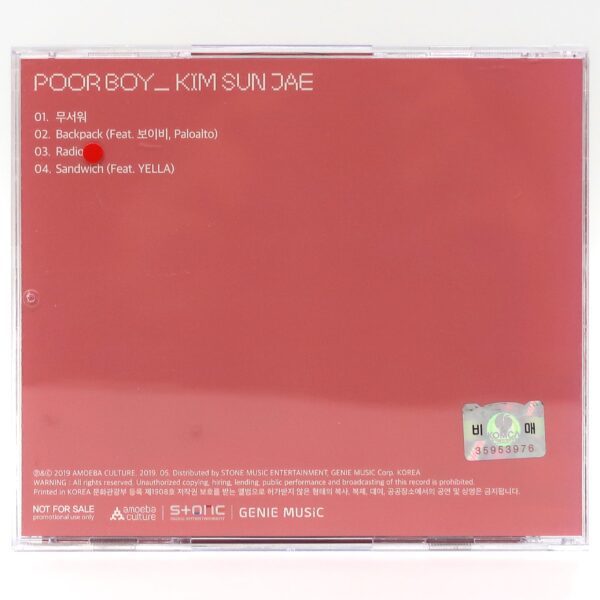 POOR BOY_ KIM SUN JAE
01. 무서워
02. Backpack (Feat. 보이비, Paloalto)
03. Radio
04. Sandwich (Feat. YELLA)
비 KOMCA 매
35953976
℗&© 2019 AMOEBA CULTURE. 2019. 05. Distributed by STONE MUSIC ENTERTAINMENT, GENIE MUSIC Corp. KOREA
WARNING : All rights reserved. Unauthorized copying, hiring, lending, public performance and broadcasting of this record is prohibited.
Printed in KOREA 문화관광부 등록 제1908호 저작권 보호를 받는 앨범으로 허가받지 않은 형태의 복사, 복제, 대여, 공공장소에서의 공연 및 상영은 금지됩니다.
NOT FOR SALE amoeba STONE GENIE MUSIC
promotional use only culture MUSIC ENTERTAINMENT